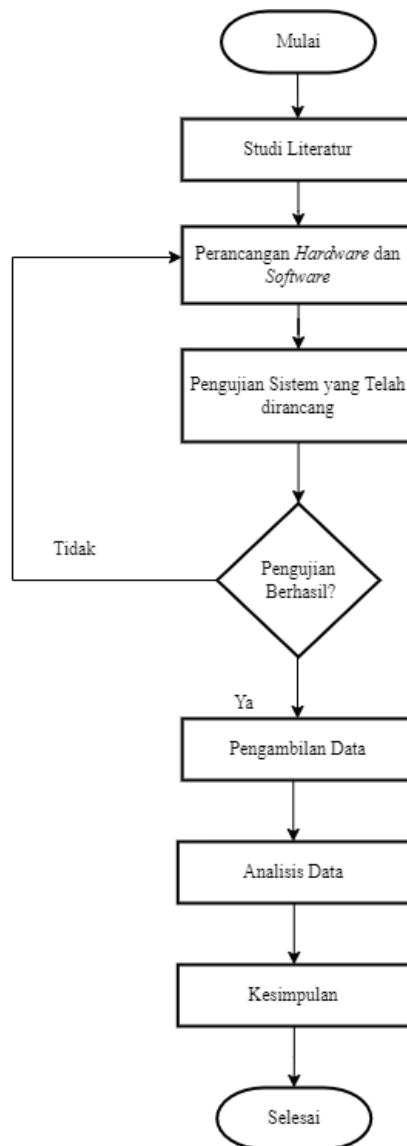 Mulai
Studi Literatur
Perancangan Hardware dan
Software
Pengujian Sistem yang Telah
dirancang
Tidak
Pengujian
Berhasil?
Ya
Pengambilan Data
Analisis Data
Kesimpulan
Selesai